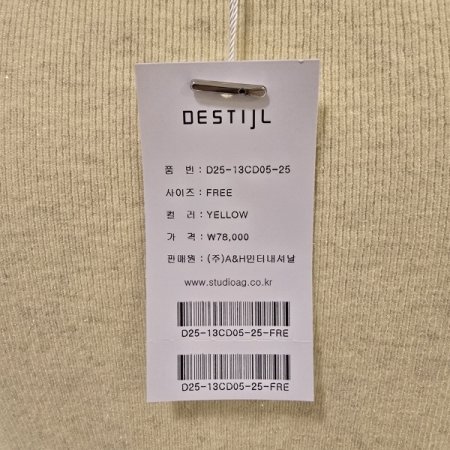 DESTIJL
품 번 : D25-13CD05-25
사이즈 : FREE
컬 러 : YELLOW
가 격 : ₩78,000
판매원 : (주)A&H인터내셔날
www.studioag.co.kr
D25-13CD05-25-FRE
D25-13CD05-25-FRE